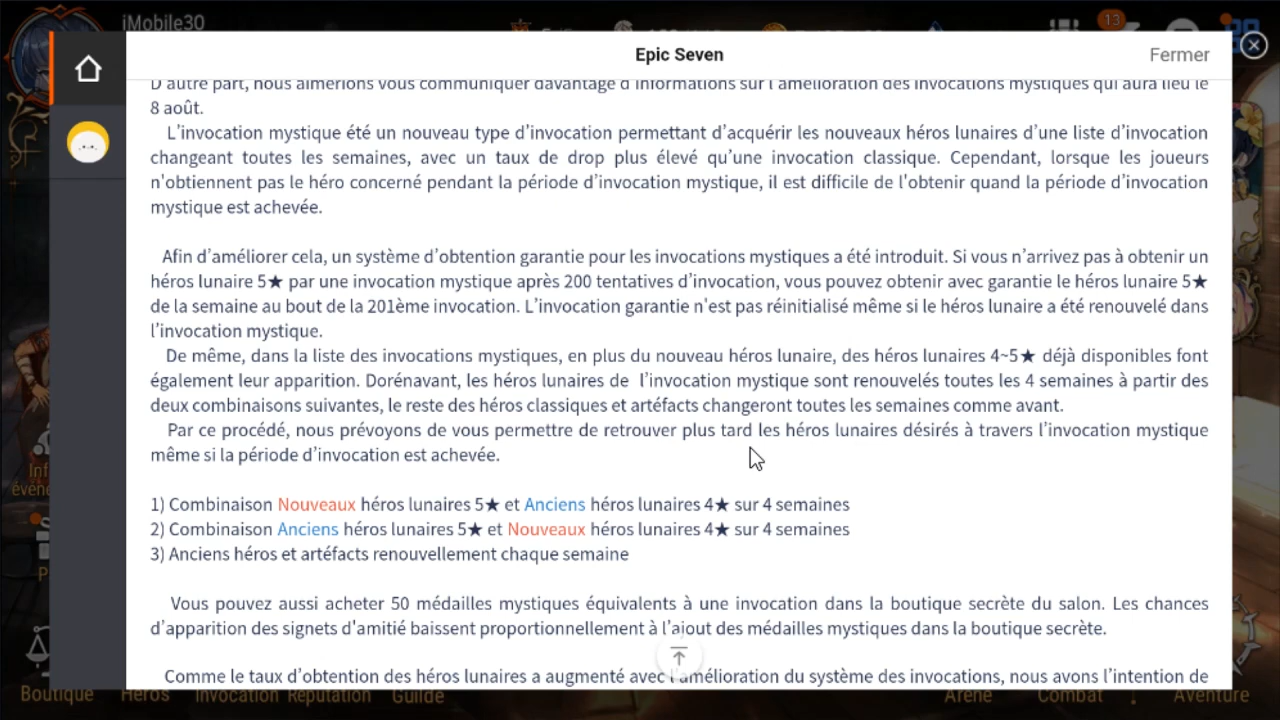 iMobile30
13
Epic Seven
Fermer
D'autre part, nous aimerions vous communiquer davantage d'informations sur l'amélioration des invocations mystiques qui aura lieu le
8 août.
L'invocation mystique été un nouveau type d'invocation permettant d'acquérir les nouveaux héros lunaires d'une liste d'invocation
changeant toutes les semaines, avec un taux de drop plus élevé qu'une invocation classique. Cependant, lorsque les joueurs
n'obtiennent pas le héro concerné pendant la période d'invocation mystique, il est difficile de l'obtenir quand la période d'invocation
mystique est achevée.
Afin d'améliorer cela, un système d'obtention garantie pour les invocations mystiques a été introduit. Si vous n'arrivez pas à obtenir un
héros lunaire 5★ par une invocation mystique après 200 tentatives d'invocation, vous pouvez obtenir avec garantie le héros lunaire 5★
de la semaine au bout de la 201ème invocation. L'invocation garantie n'est pas réinitialisé même si le héros lunaire a été renouvelé dans
l'invocation mystique.
De même, dans la liste des invocations mystiques, en plus du nouveau héros lunaire, des héros lunaires 4~5★ déjà disponibles font
également leur apparition. Dorénavant, les héros lunaires de l'invocation mystique sont renouvelés toutes les 4 semaines à partir des
deux combinaisons suivantes, le reste des héros classiques et artéfacts changeront toutes les semaines comme avant.
Par ce procédé, nous prévoyons de vous permettre de retrouver plus tard les héros lunaires désirés à travers l'invocation mystique
même si la période d'invocation est achevée.
1) Combinaison Nouveaux héros lunaires 5★ et Anciens héros lunaires 4★ sur 4 semaines
2) Combinaison Anciens héros lunaires 5★ et Nouveaux héros lunaires 4★ sur 4 semaines
3) Anciens héros et artéfacts renouvellement chaque semaine
Vous pouvez aussi acheter 50 médailles mystiques équivalents à une invocation dans la boutique secrète du salon. Les chances
d'apparition des signets d'amitié baissent proportionnellement à l'ajout des médailles mystiques dans la boutique secrète.
Comme le taux d'obtention des héros lunaires a augmenté avec l'amélioration du système des invocations, nous avons l'intention de
Boutique Héros Invocation Réputation Guilde Arène Combat Aventure